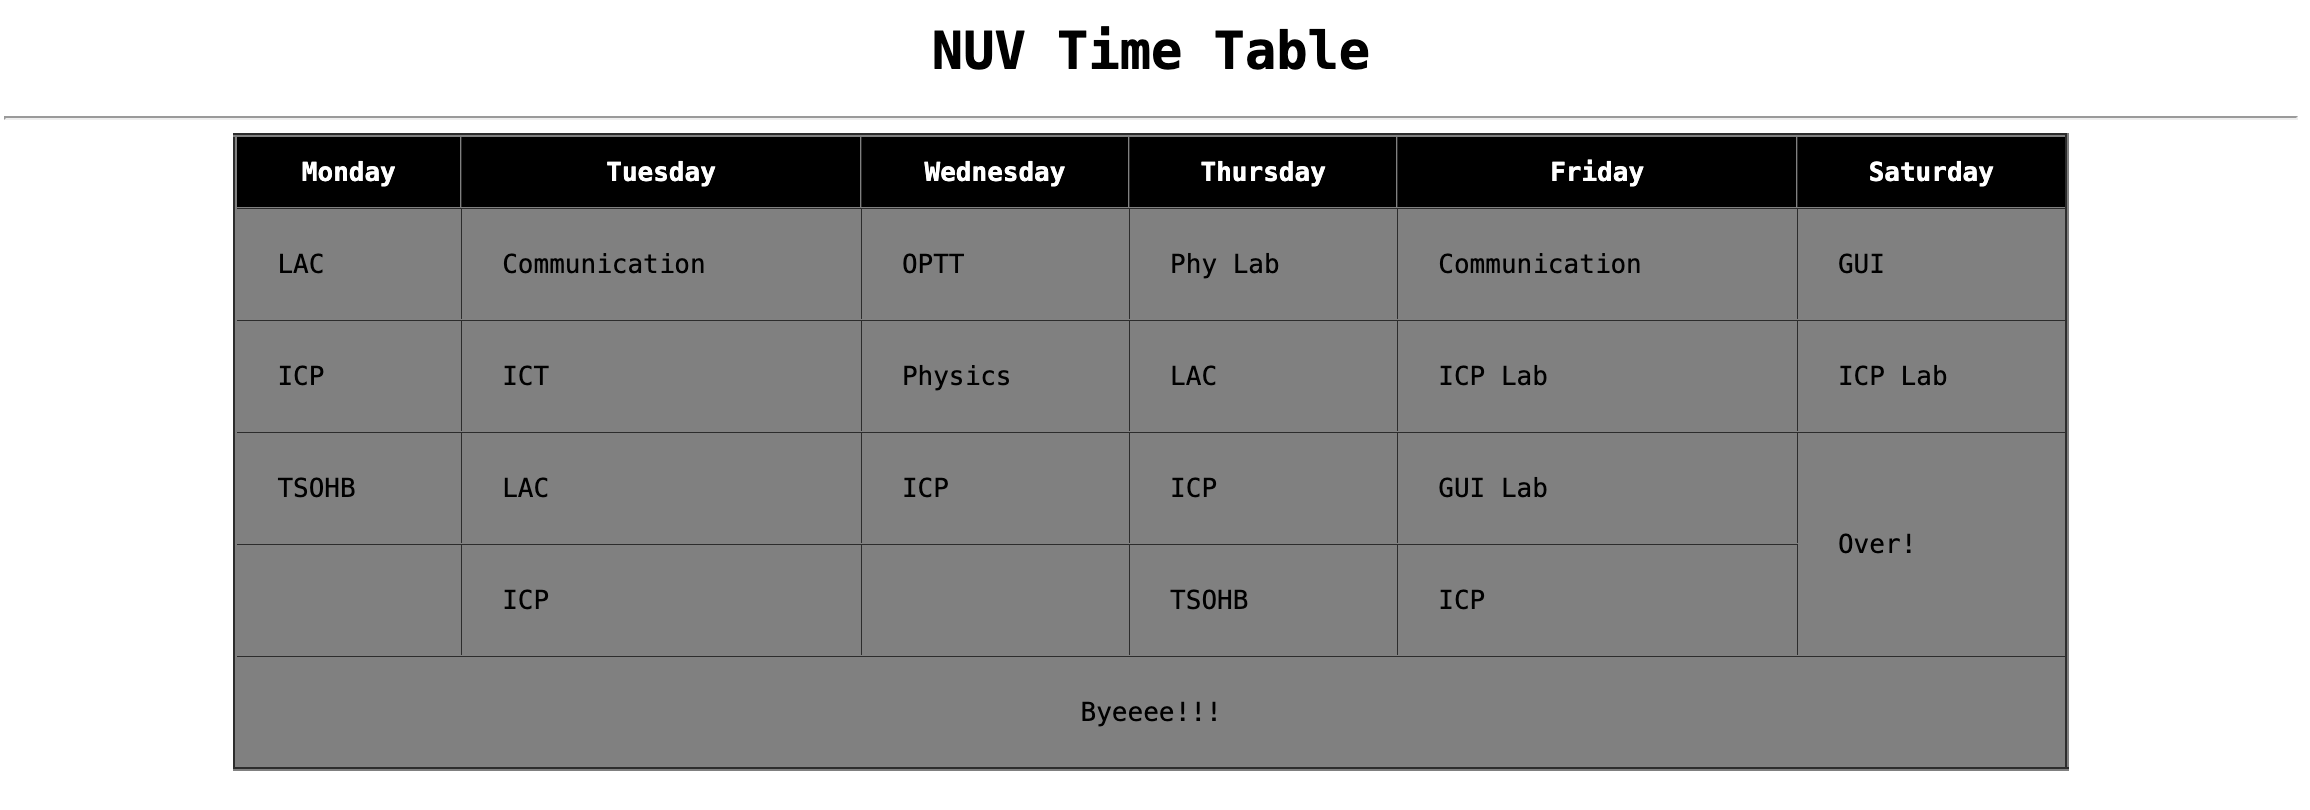 NUV Time Table
Monday Tuesday Wednesday Thursday Friday Saturday
LAC Communication OPTT Phy Lab Communication GUI
ICP ICT Physics LAC ICP Lab ICP Lab
TSOHB LAC ICP ICP GUI Lab
Over!
ICP TSOHB ICP
Byeeee!!!